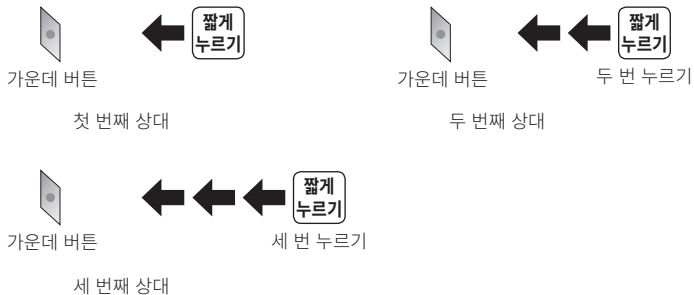 짧게
누르기
가운데 버튼
첫 번째 상대
짧게
누르기
가운데 버튼
두 번 누르기
두 번째 상대
짧게
누르기
가운데 버튼
세 번 누르기
세 번째 상대